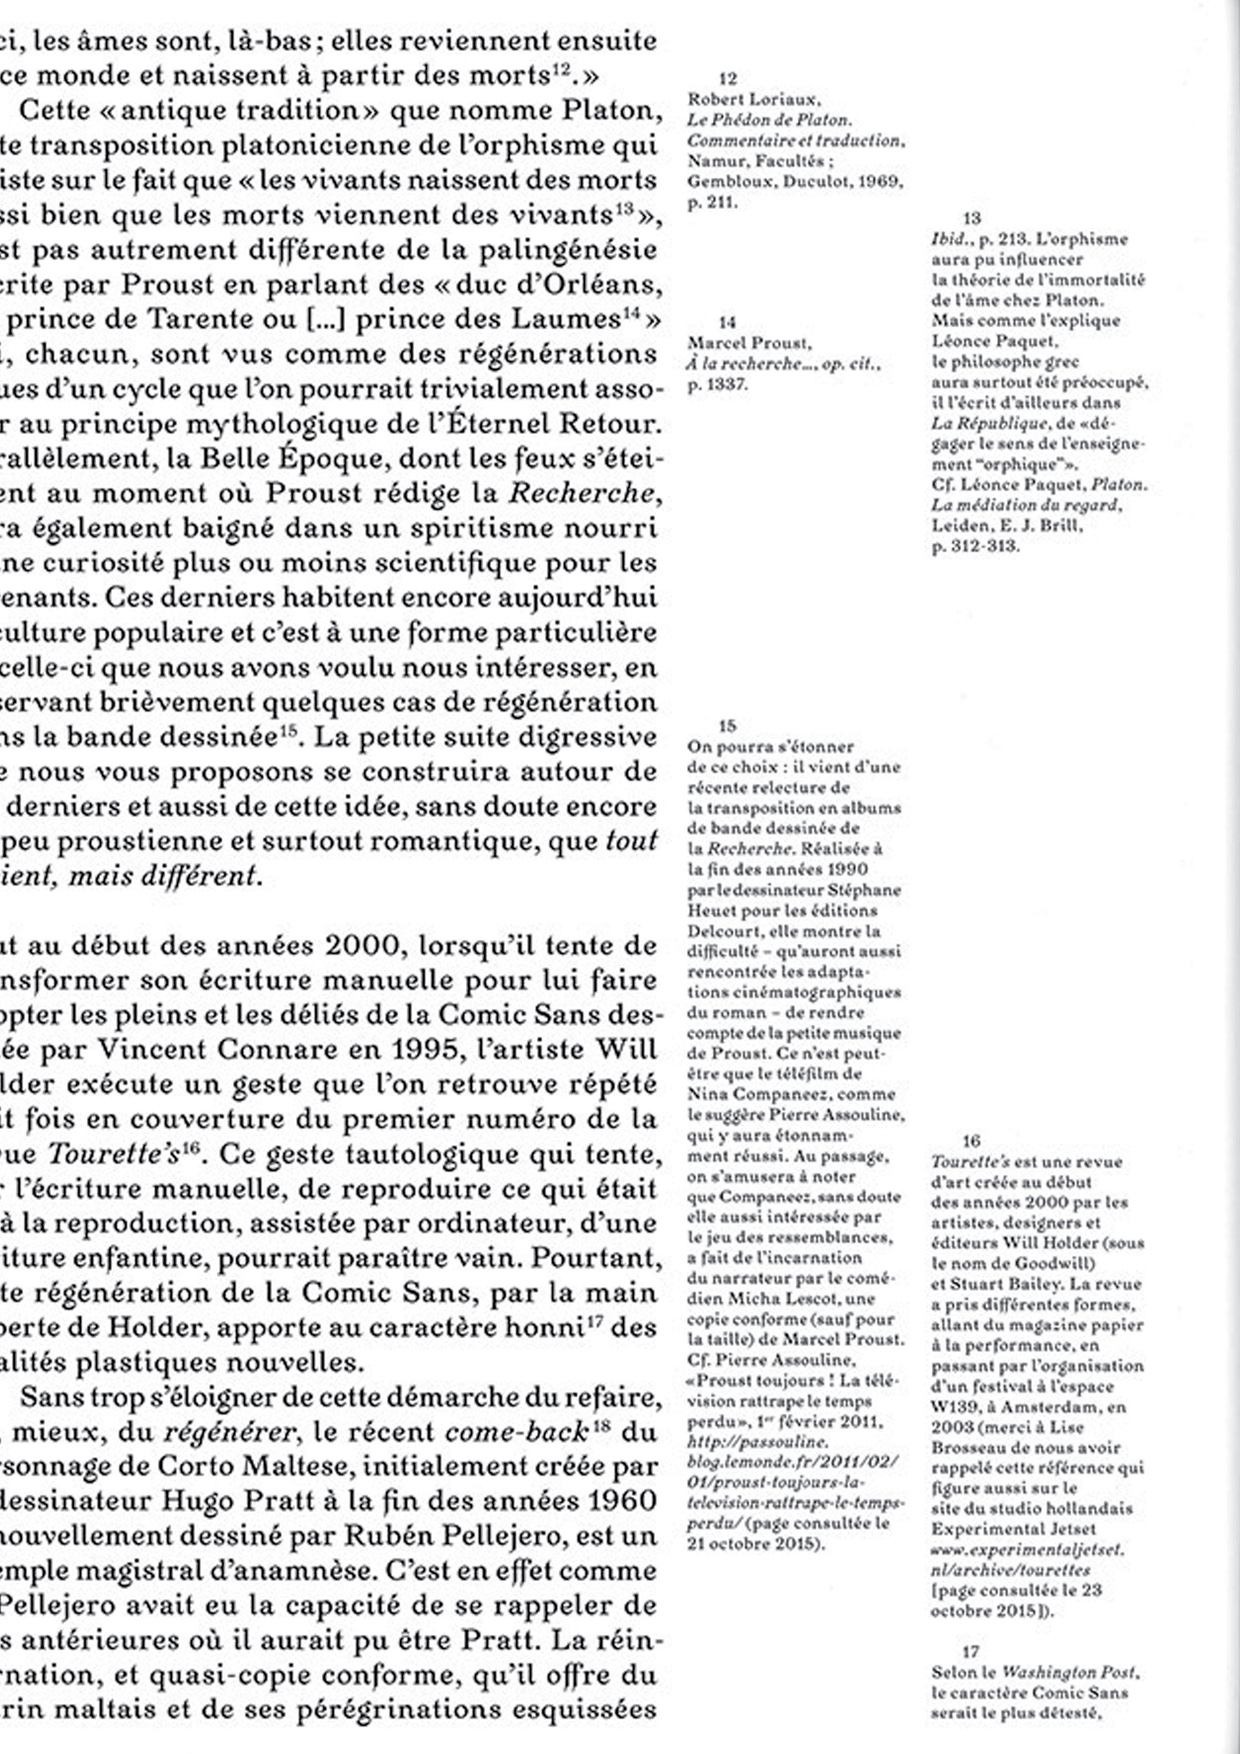 ci, les âmes sont, là-bas ; elles reviennent ensuite
ce monde et naissent à partir des morts¹². »
Cette « antique tradition » que nomme Platon,
te transposition platonicienne de l’orphisme qui
iste sur le fait que « les vivants naissent des morts
ssi bien que les morts viennent des vivants¹³ »,
st pas autrement différente de la palingénésie
crite par Proust en parlant des « duc d’Orléans,
prince de Tarente ou [...] prince des Laumes¹⁴ »
i, chacun, sont vus comme des régénérations
ues d’un cycle que l’on pourrait trivialement asso-
r au principe mythologique de l’Éternel Retour.
rallèlement, la Belle Époque, dont les feux s’étei-
ent au moment où Proust rédige la Recherche,
ra également baigné dans un spiritisme nourri
ne curiosité plus ou moins scientifique pour les
enants. Ces derniers habitent encore aujourd’hui
culture populaire et c’est à une forme particulière
celle-ci que nous avons voulu nous intéresser, en
servant brièvement quelques cas de régénération
ns la bande dessinée¹⁵. La petite suite digressive
e nous vous proposons se construira autour de
derniers et aussi de cette idée, sans doute encore
peu proustienne et surtout romantique, que tout
ient, mais différent.
ut au début des années 2000, lorsqu’il tente de
nsformer son écriture manuelle pour lui faire
opter les pleins et les déliés de la Comic Sans des-
ée par Vincent Connare en 1995, l’artiste Will
lder exécute un geste que l’on retrouve répété
it fois en couverture du premier numéro de la
ue Tourette’s¹⁶. Ce geste tautologique qui tente,
r l’écriture manuelle, de reproduire ce qui était
à la reproduction, assistée par ordinateur, d’une
iture enfantine, pourrait paraître vain. Pourtant,
te régénération de la Comic Sans, par la main
perte de Holder, apporte au caractère honni¹⁷ des
alités plastiques nouvelles.
Sans trop s’éloigner de cette démarche du refaire,
, mieux, du régénérer, le récent come-back¹⁸ du
rsonnage de Corto Maltese, initialement créée par
dessinateur Hugo Pratt à la fin des années 1960
nouvellement dessiné par Rubén Pellejero, est un
emple magistral d’anamnèse. C’est en effet comme
Pellejero avait eu la capacité de se rappeler de
s antérieures où il aurait pu être Pratt. La réin-
rnation, et quasi-copie conforme, qu’il offre du
rin maltais et de ses pérégrinations esquissées
12
Robert Loriaux,
Le Phédon de Platon.
Commentaire et traduction,
Namur, Facultés ;
Gembloux, Duculot, 1969,
p. 211.
13
Ibid., p. 213. L’orphisme
aura pu influencer
la théorie de l’immortalité
de l’âme chez Platon.
Mais comme l’explique
Léonce Paquet,
le philosophe grec
aura surtout été préoccupé,
il l’écrit d’ailleurs dans
La République, de «dé-
gager le sens de l’enseigne-
ment “orphique”».
Cf. Léonce Paquet, Platon.
La médiation du regard,
Leiden, E. J. Brill,
p. 312-313.
14
Marcel Proust,
À la recherche..., op. cit.,
p. 1337.
15
On pourra s’étonner
de ce choix : il vient d’une
récente relecture de
la transposition en albums
de bande dessinée de
la Recherche. Réalisée à
la fin des années 1990
par le dessinateur Stéphane
Heuet pour les éditions
Delcourt, elle montre la
difficulté – qu’auront aussi
rencontrée les adapta-
tions cinématographiques
du roman – de rendre
compte de la petite musique
de Proust. Ce n’est peut-
être que le téléfilm de
Nina Companeez, comme
le suggère Pierre Assouline,
qui y aura étonnam-
ment réussi. Au passage,
on s’amusera à noter
que Companeez, sans doute
elle aussi intéressée par
le jeu des ressemblances,
a fait de l’incarnation
du narrateur par le comé-
dien Micha Lescot, une
copie conforme (sauf pour
la taille) de Marcel Proust.
Cf. Pierre Assouline,
«Proust toujours ! La télé-
vision rattrape le temps
perdu», 1er février 2011,
http://passouline.
blog.lemonde.fr/2011/02/
01/proust-toujours-la-
television-rattrape-le-temps-
perdu/ (page consultée le
21 octobre 2015).
16
Tourette’s est une revue
d’art créée au début
des années 2000 par les
artistes, designers et
éditeurs Will Holder (sous
le nom de Goodwill)
et Stuart Bailey. La revue
a pris différentes formes,
allant du magazine papier
à la performance, en
passant par l’organisation
d’un festival à l’espace
W139, à Amsterdam, en
2003 (merci à Lise
Brosseau de nous avoir
rappelé cette référence qui
figure aussi sur le
site du studio hollandais
Experimental Jetset
www.experimentaljetset.
nl/archive/tourettes
[page consultée le 23
octobre 2015]).
17
Selon le Washington Post,
le caractère Comic Sans
serait le plus détesté,